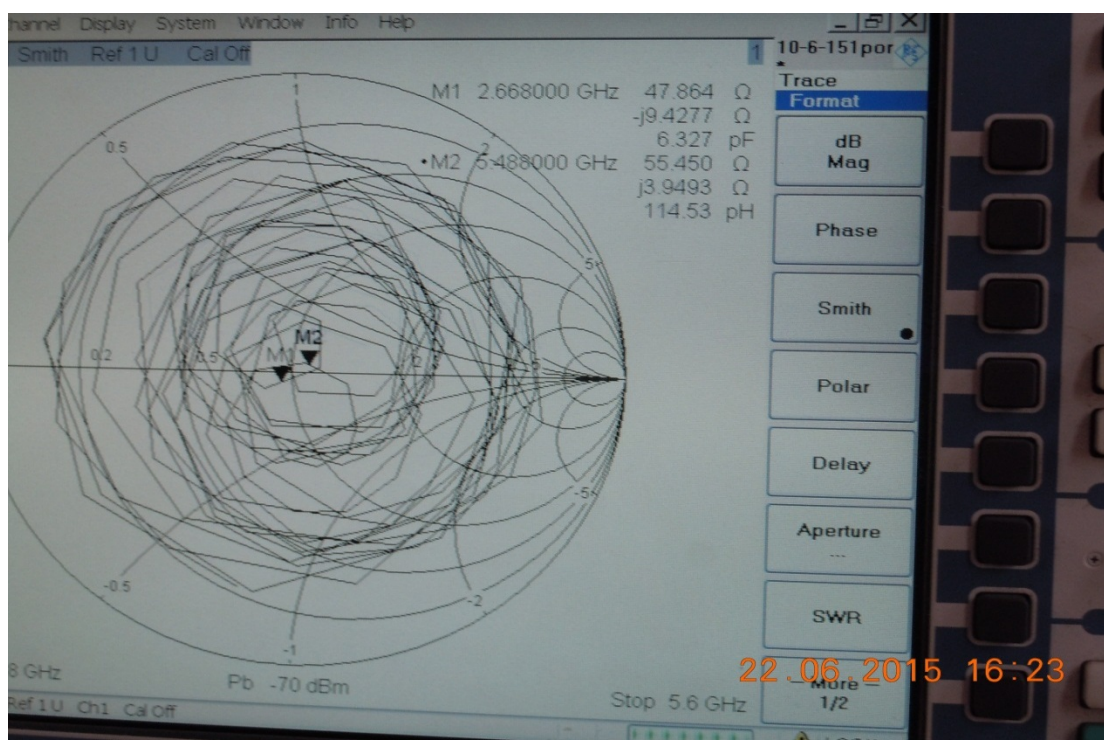 hannel Display System Window Info Help
Smith Ref 1 U Cal Off
1
10-6-151por
Trace
Format
M1 2.668000 GHz 47.864 Ω
-j9.4277 Ω
6.327 pF
•M2 5.488000 GHz 55.450 Ω
j3.9493 Ω
114.53 pH
dB
Mag
Phase
Smith
Polar
Delay
Aperture
---
SWR
– More –
1/2
1
0.5
2
5
M2
M1
0.2
0.5
2
5
-5
-0.5
-2
-1
8 GHz
Pb -70 dBm
Stop 5.6 GHz
Ref 1 U Ch1 Cal Off
22.06.2015 16:23